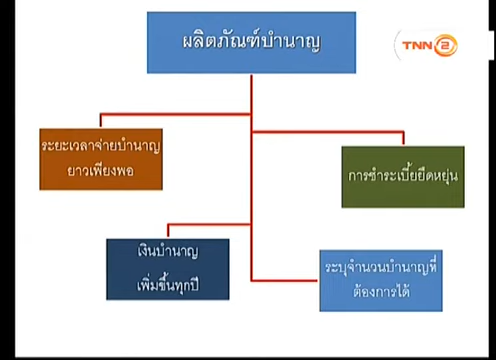 ผลิตภัณฑ์บำนาญ
TNN 2
ระยะเวลาจ่ายบำนาญ
ยาวเพียงพอ
การชำระเบี้ยยืดหยุ่น
เงินบำนาญ
เพิ่มขึ้นทุกปี
ระบุจำนวนบำนาญที่
ต้องการได้